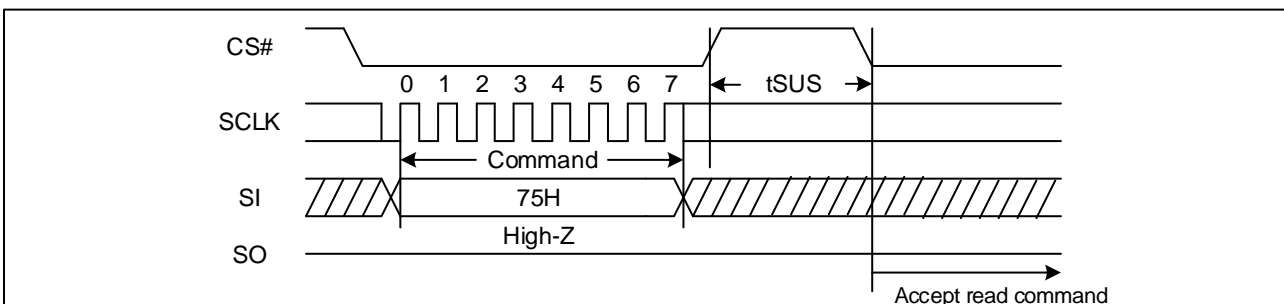 CS#
tSUS
0 1 2 3 4 5 6 7
SCLK
Command
SI
75H
High-Z
SO
Accept read command